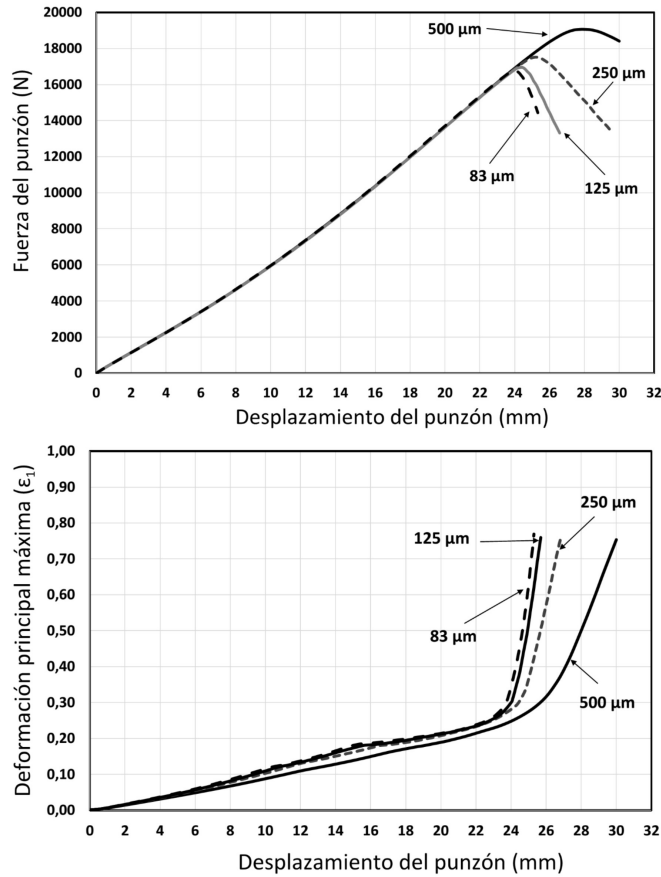 Fuerza del punzón (N)
20000
18000
16000
14000
12000
10000
8000
6000
4000
2000
0
500 µm
250 µm
125 µm
83 µm
0 2 4 6 8 10 12 14 16 18 20 22 24 26 28 30 32
Desplazamiento del punzón (mm)
Deformación principal máxima (ε₁)
1,00
0,90
0,80
0,70
0,60
0,50
0,40
0,30
0,20
0,10
0,00
250 µm
125 µm
83 µm
500 µm
0 2 4 6 8 10 12 14 16 18 20 22 24 26 28 30 32
Desplazamiento del punzón (mm)